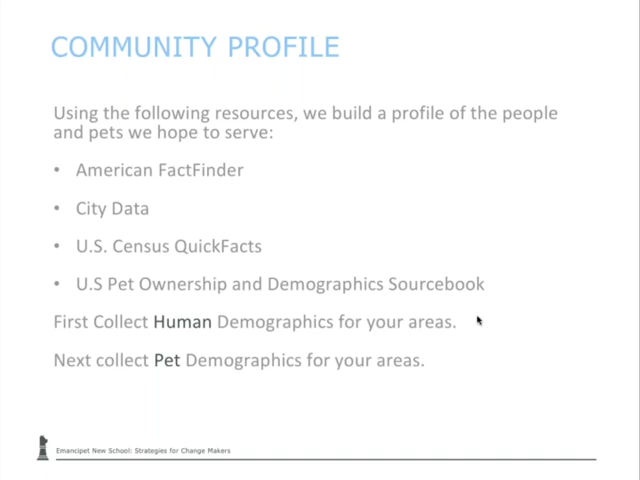 COMMUNITY PROFILE
Using the following resources, we build a profile of the people
and pets we hope to serve:
• American FactFinder
• City Data
• U.S. Census QuickFacts
• U.S Pet Ownership and Demographics Sourcebook
First Collect Human Demographics for your areas.
Next collect Pet Demographics for your areas.
Emancipet New School: Strategies for Change Makers